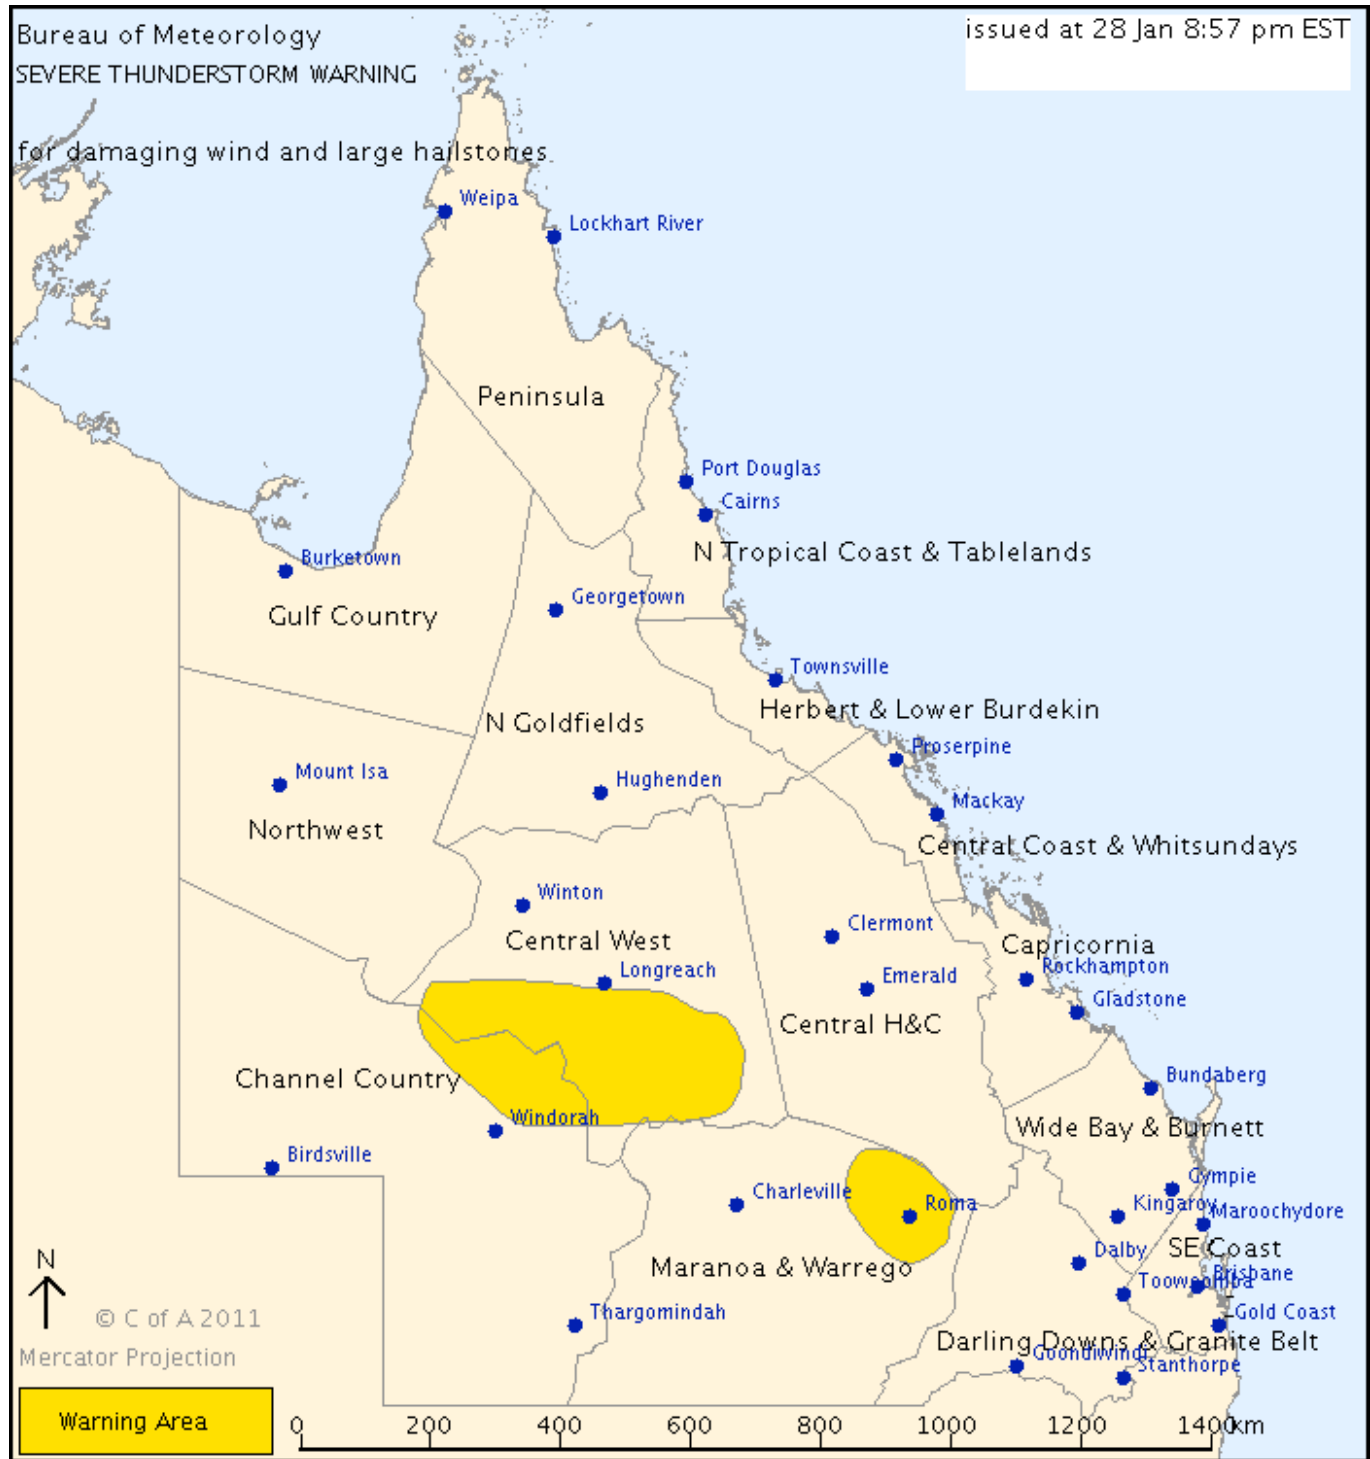 Bureau of Meteorology
issued at 28 Jan 8:57 pm EST
SEVERE THUNDERSTORM WARNING
for damaging wind and large hailstones
Weipa
Lockhart River
Peninsula
Port Douglas
Cairns
N Tropical Coast & Tablelands
Burketown
Georgetown
Gulf Country
Townsville
Herbert & Lower Burdekin
N Goldfields
Proserpine
Mount Isa
Hughenden
Mackay
Northwest
Central Coast & Whitsundays
Winton
Clermont
Central West
Capricornia
Longreach
Emerald
Rockhampton
Gladstone
Central H&C
Channel Country
Bundaberg
Windorah
Wide Bay & Burnett
Birdsville
Gympie
Charleville
Roma
Kingaroy
Maroochydore
Dalby
SE Coast
Maranoa & Warrego
Brisbane
Toowoomba
N
Thargomindah
Gold Coast
© C of A 2011
Darling Downs & Granite Belt
Mercator Projection
Goondiwindi
Stanthorpe
Warning Area
0 200 400 600 800 1000 1200 1400km